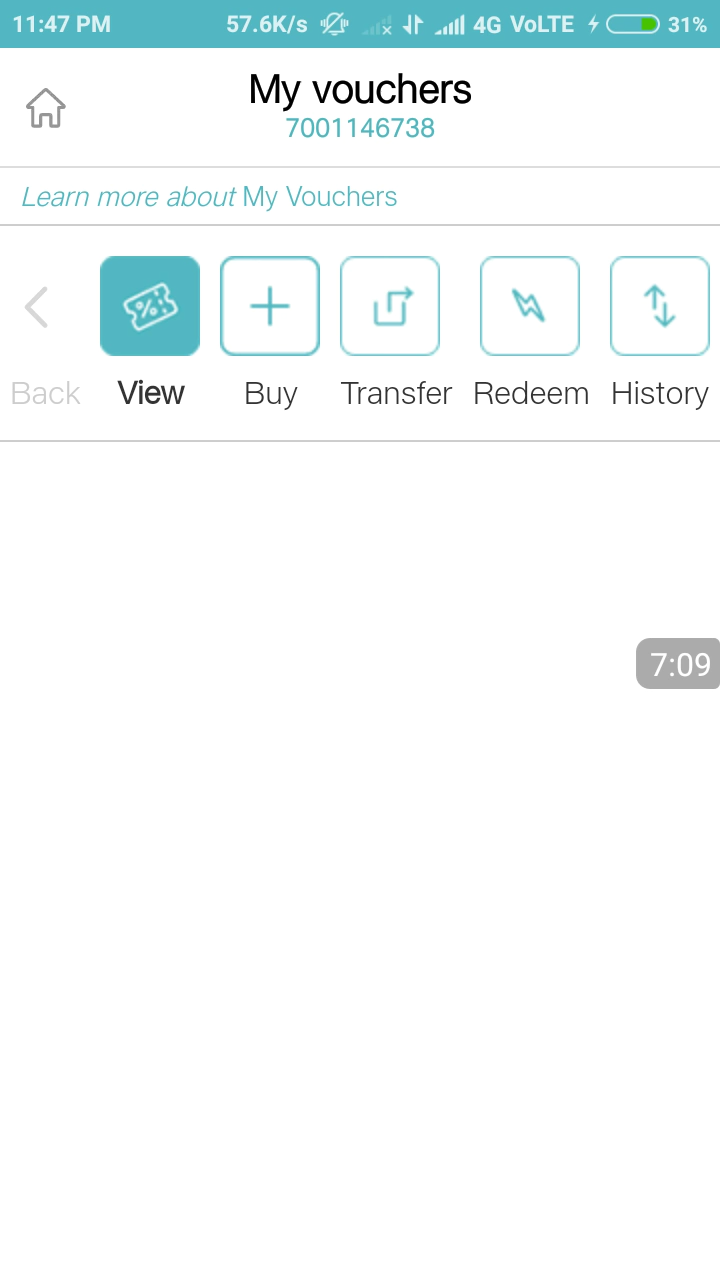 11:47 PM 57.6K/s 4G VoLTE 31%
My vouchers
7001146738
Learn more about My Vouchers
Back View Buy Transfer Redeem History
7:09